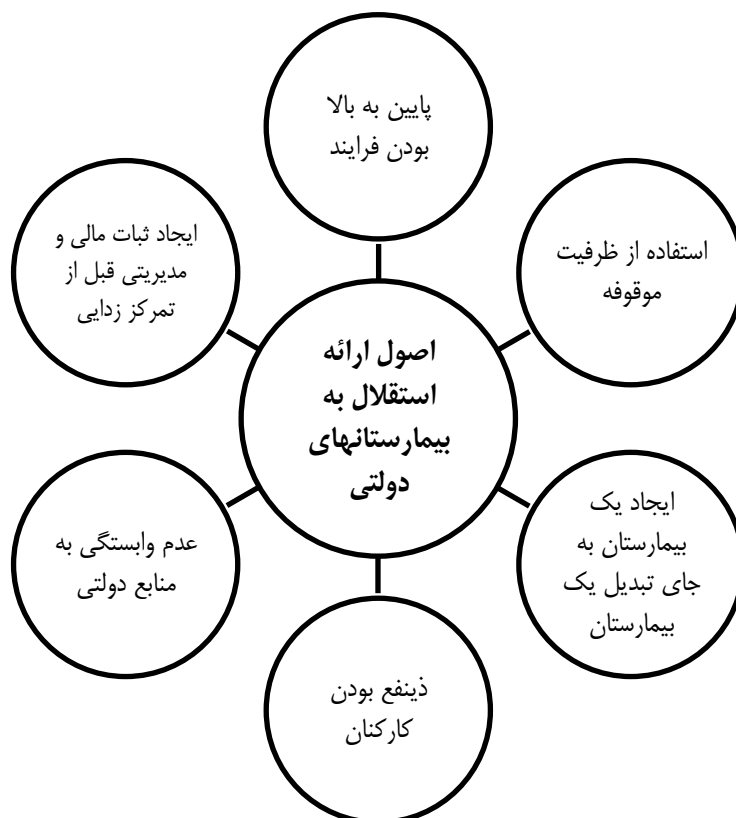 پایین به بالا
بودن فرایند
استفاده از ظرفیت
موقوفه
ایجاد یک
بیمارستان به
جای تبدیل یک
بیمارستان
ذینفع بودن
کارکنان
عدم وابستگی به
منابع دولتی
ایجاد ثبات مالی و
مدیریتی قبل از
تمرکز زدایی
اصول ارائه
استقلال به
بیمارستانهای
دولتی